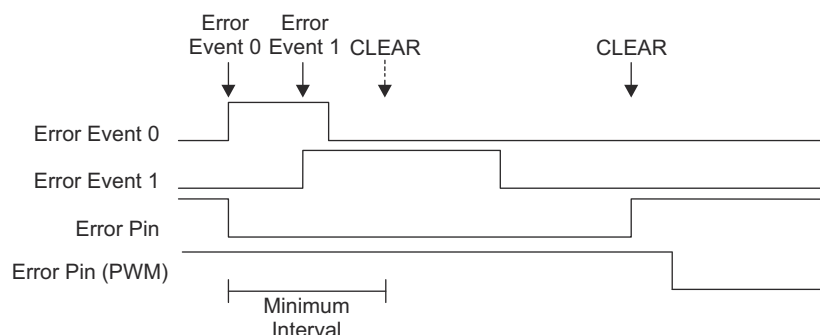 Error
Event 0
Error
Event 1
CLEAR
CLEAR
Error Event 0
Error Event 1
Error Pin
Error Pin (PWM)
Minimum
Interval